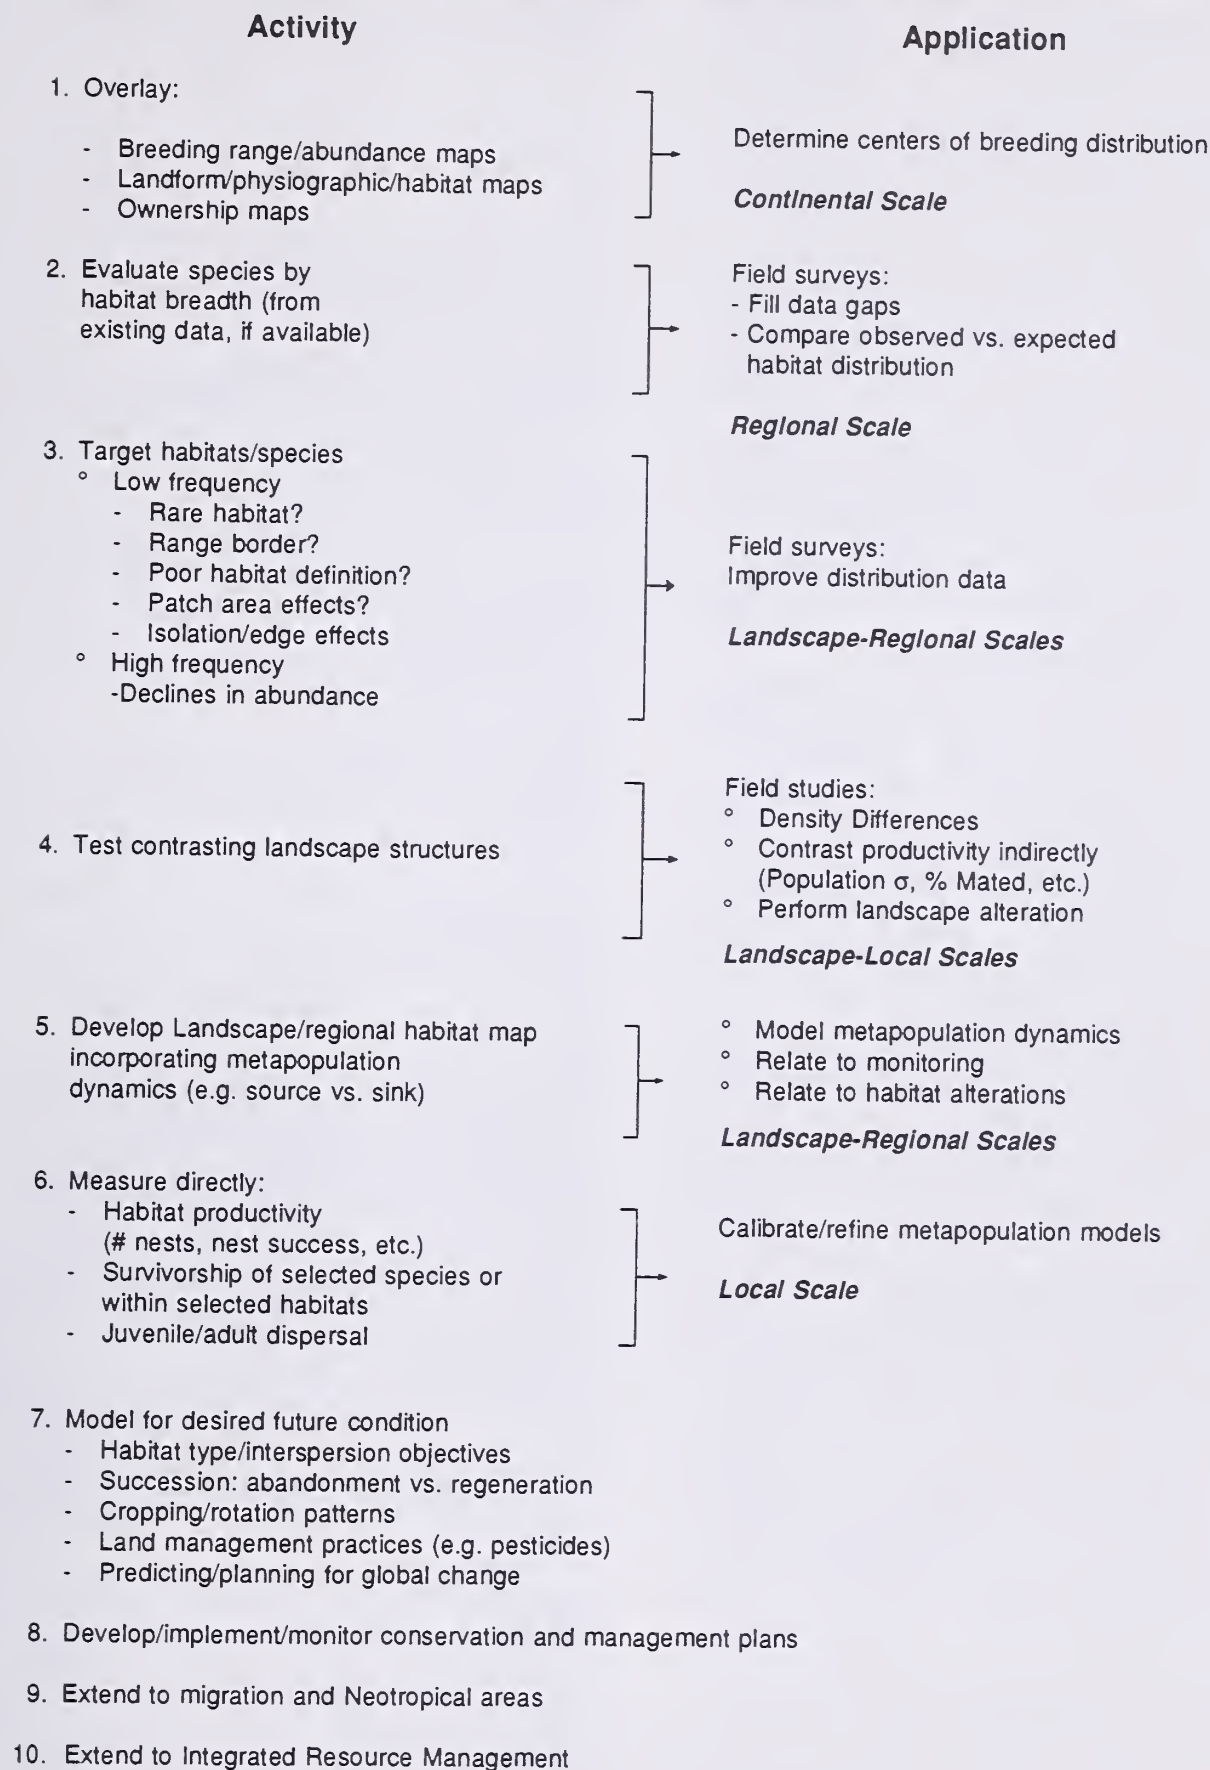 Activity
Application
1. Overlay:
- Breeding range/abundance maps
- Landform/physiographic/habitat maps
- Ownership maps
Determine centers of breeding distribution
Continental Scale
2. Evaluate species by
habitat breadth (from
existing data, if available)
Field surveys:
- Fill data gaps
- Compare observed vs. expected
habitat distribution
Regional Scale
3. Target habitats/species
° Low frequency
- Rare habitat?
- Range border?
- Poor habitat definition?
- Patch area effects?
- Isolation/edge effects
° High frequency
-Declines in abundance
Field surveys:
Improve distribution data
Landscape-Regional Scales
4. Test contrasting landscape structures
Field studies:
° Density Differences
° Contrast productivity indirectly
(Population σ, % Mated, etc.)
° Perform landscape alteration
Landscape-Local Scales
5. Develop Landscape/regional habitat map
incorporating metapopulation
dynamics (e.g. source vs. sink)
° Model metapopulation dynamics
° Relate to monitoring
° Relate to habitat alterations
Landscape-Regional Scales
6. Measure directly:
- Habitat productivity
(# nests, nest success, etc.)
- Survivorship of selected species or
within selected habitats
- Juvenile/adult dispersal
Calibrate/refine metapopulation models
Local Scale
7. Model for desired future condition
- Habitat type/interspersion objectives
- Succession: abandonment vs. regeneration
- Cropping/rotation patterns
- Land management practices (e.g. pesticides)
- Predicting/planning for global change
8. Develop/implement/monitor conservation and management plans
9. Extend to migration and Neotropical areas
10. Extend to Integrated Resource Management